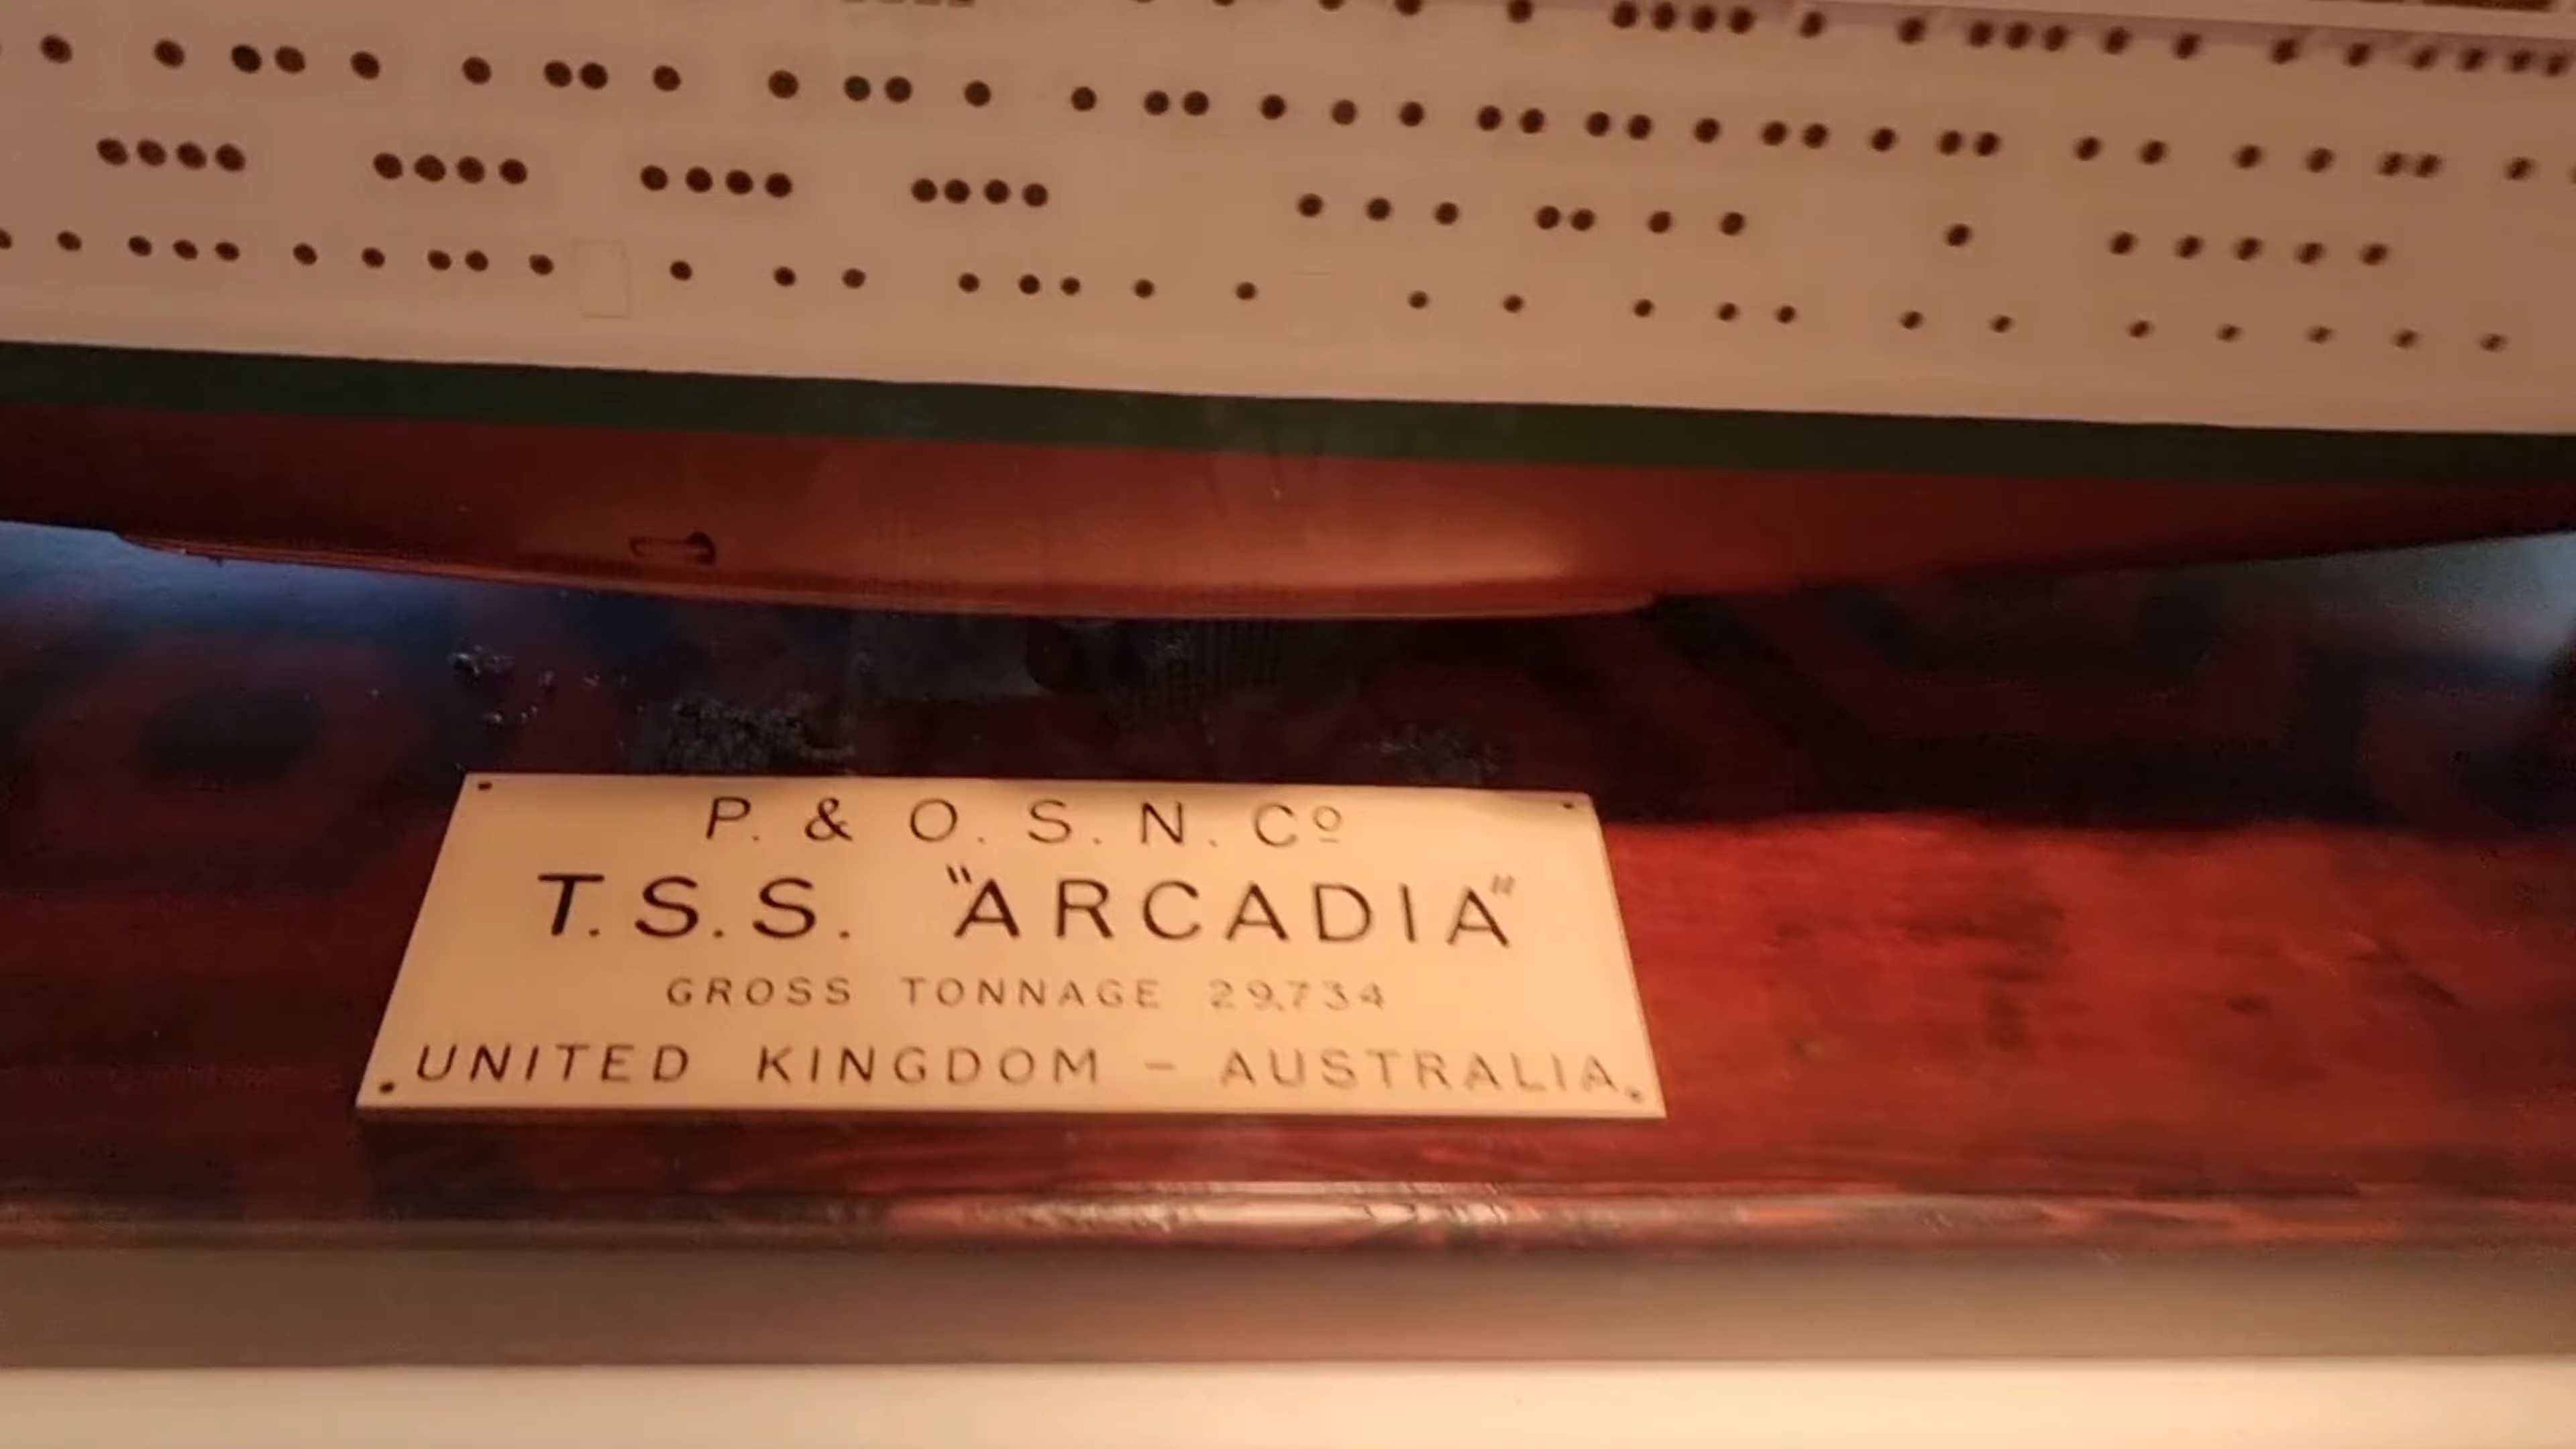 P. & O. S. N. Cº
T.S.S. "ARCADIA"
GROSS TONNAGE 29,734
UNITED KINGDOM – AUSTRALIA.